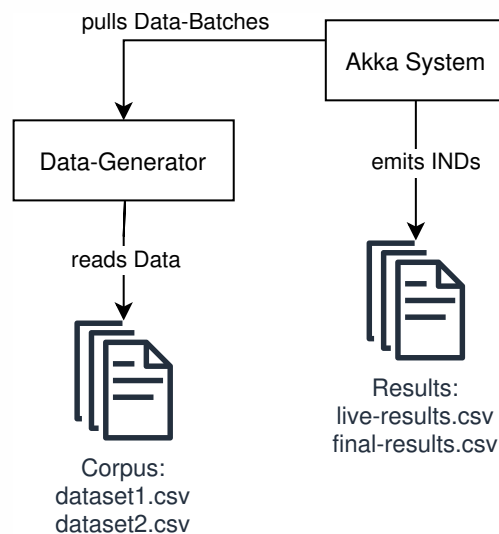 pulls Data-Batches
Akka System
Data-Generator
emits INDs
reads Data
Results:
live-results.csv
final-results.csv
Corpus:
dataset1.csv
dataset2.csv